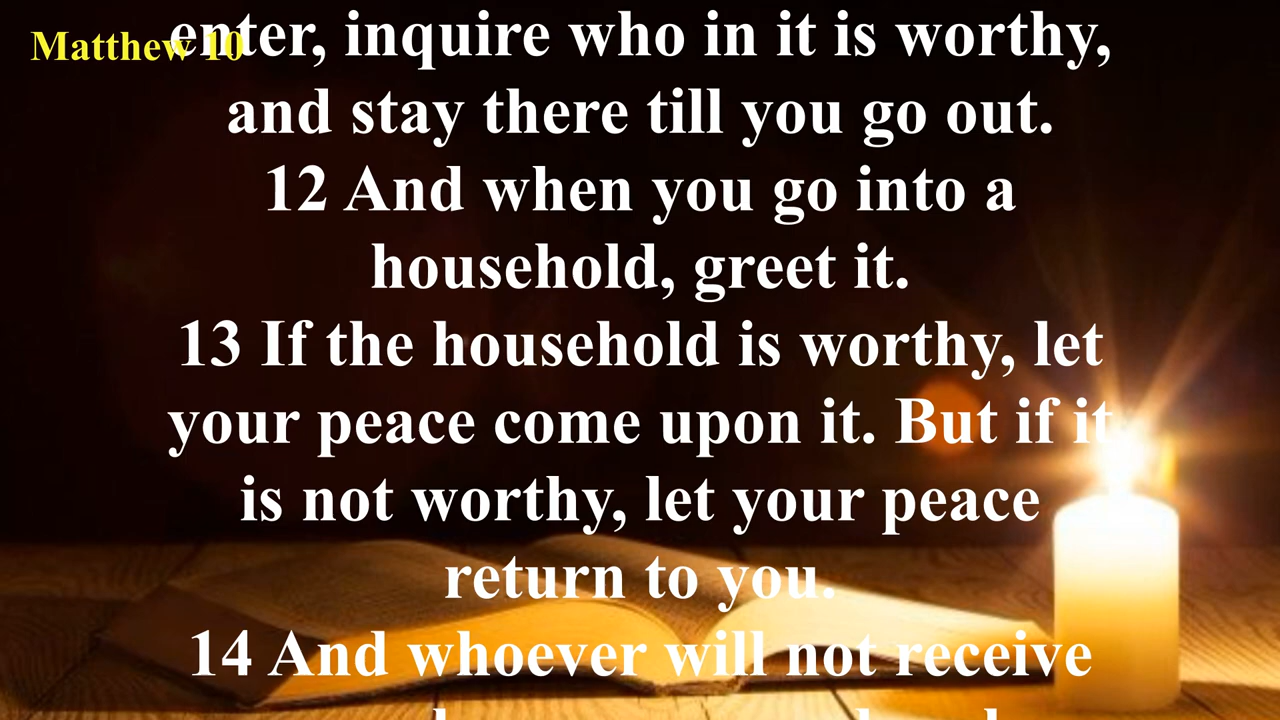 Matthew 10
enter, inquire who in it is worthy,
and stay there till you go out.
12 And when you go into a
household, greet it.
13 If the household is worthy, let
your peace come upon it. But if it
is not worthy, let your peace
return to you.
14 And whoever will not receive